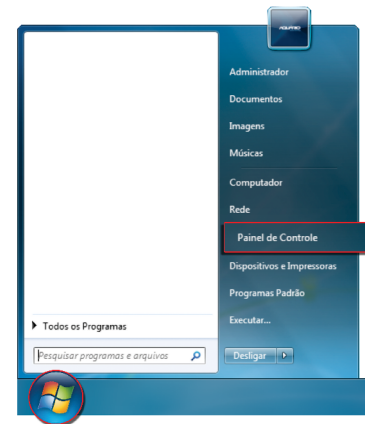 Administrador
Documentos
Imagens
Músicas
Computador
Rede
Painel de Controle
Dispositivos e Impressoras
Programas Padrão
Executar...
Todos os Programas
Pesquisar programas e arquivos
Desligar